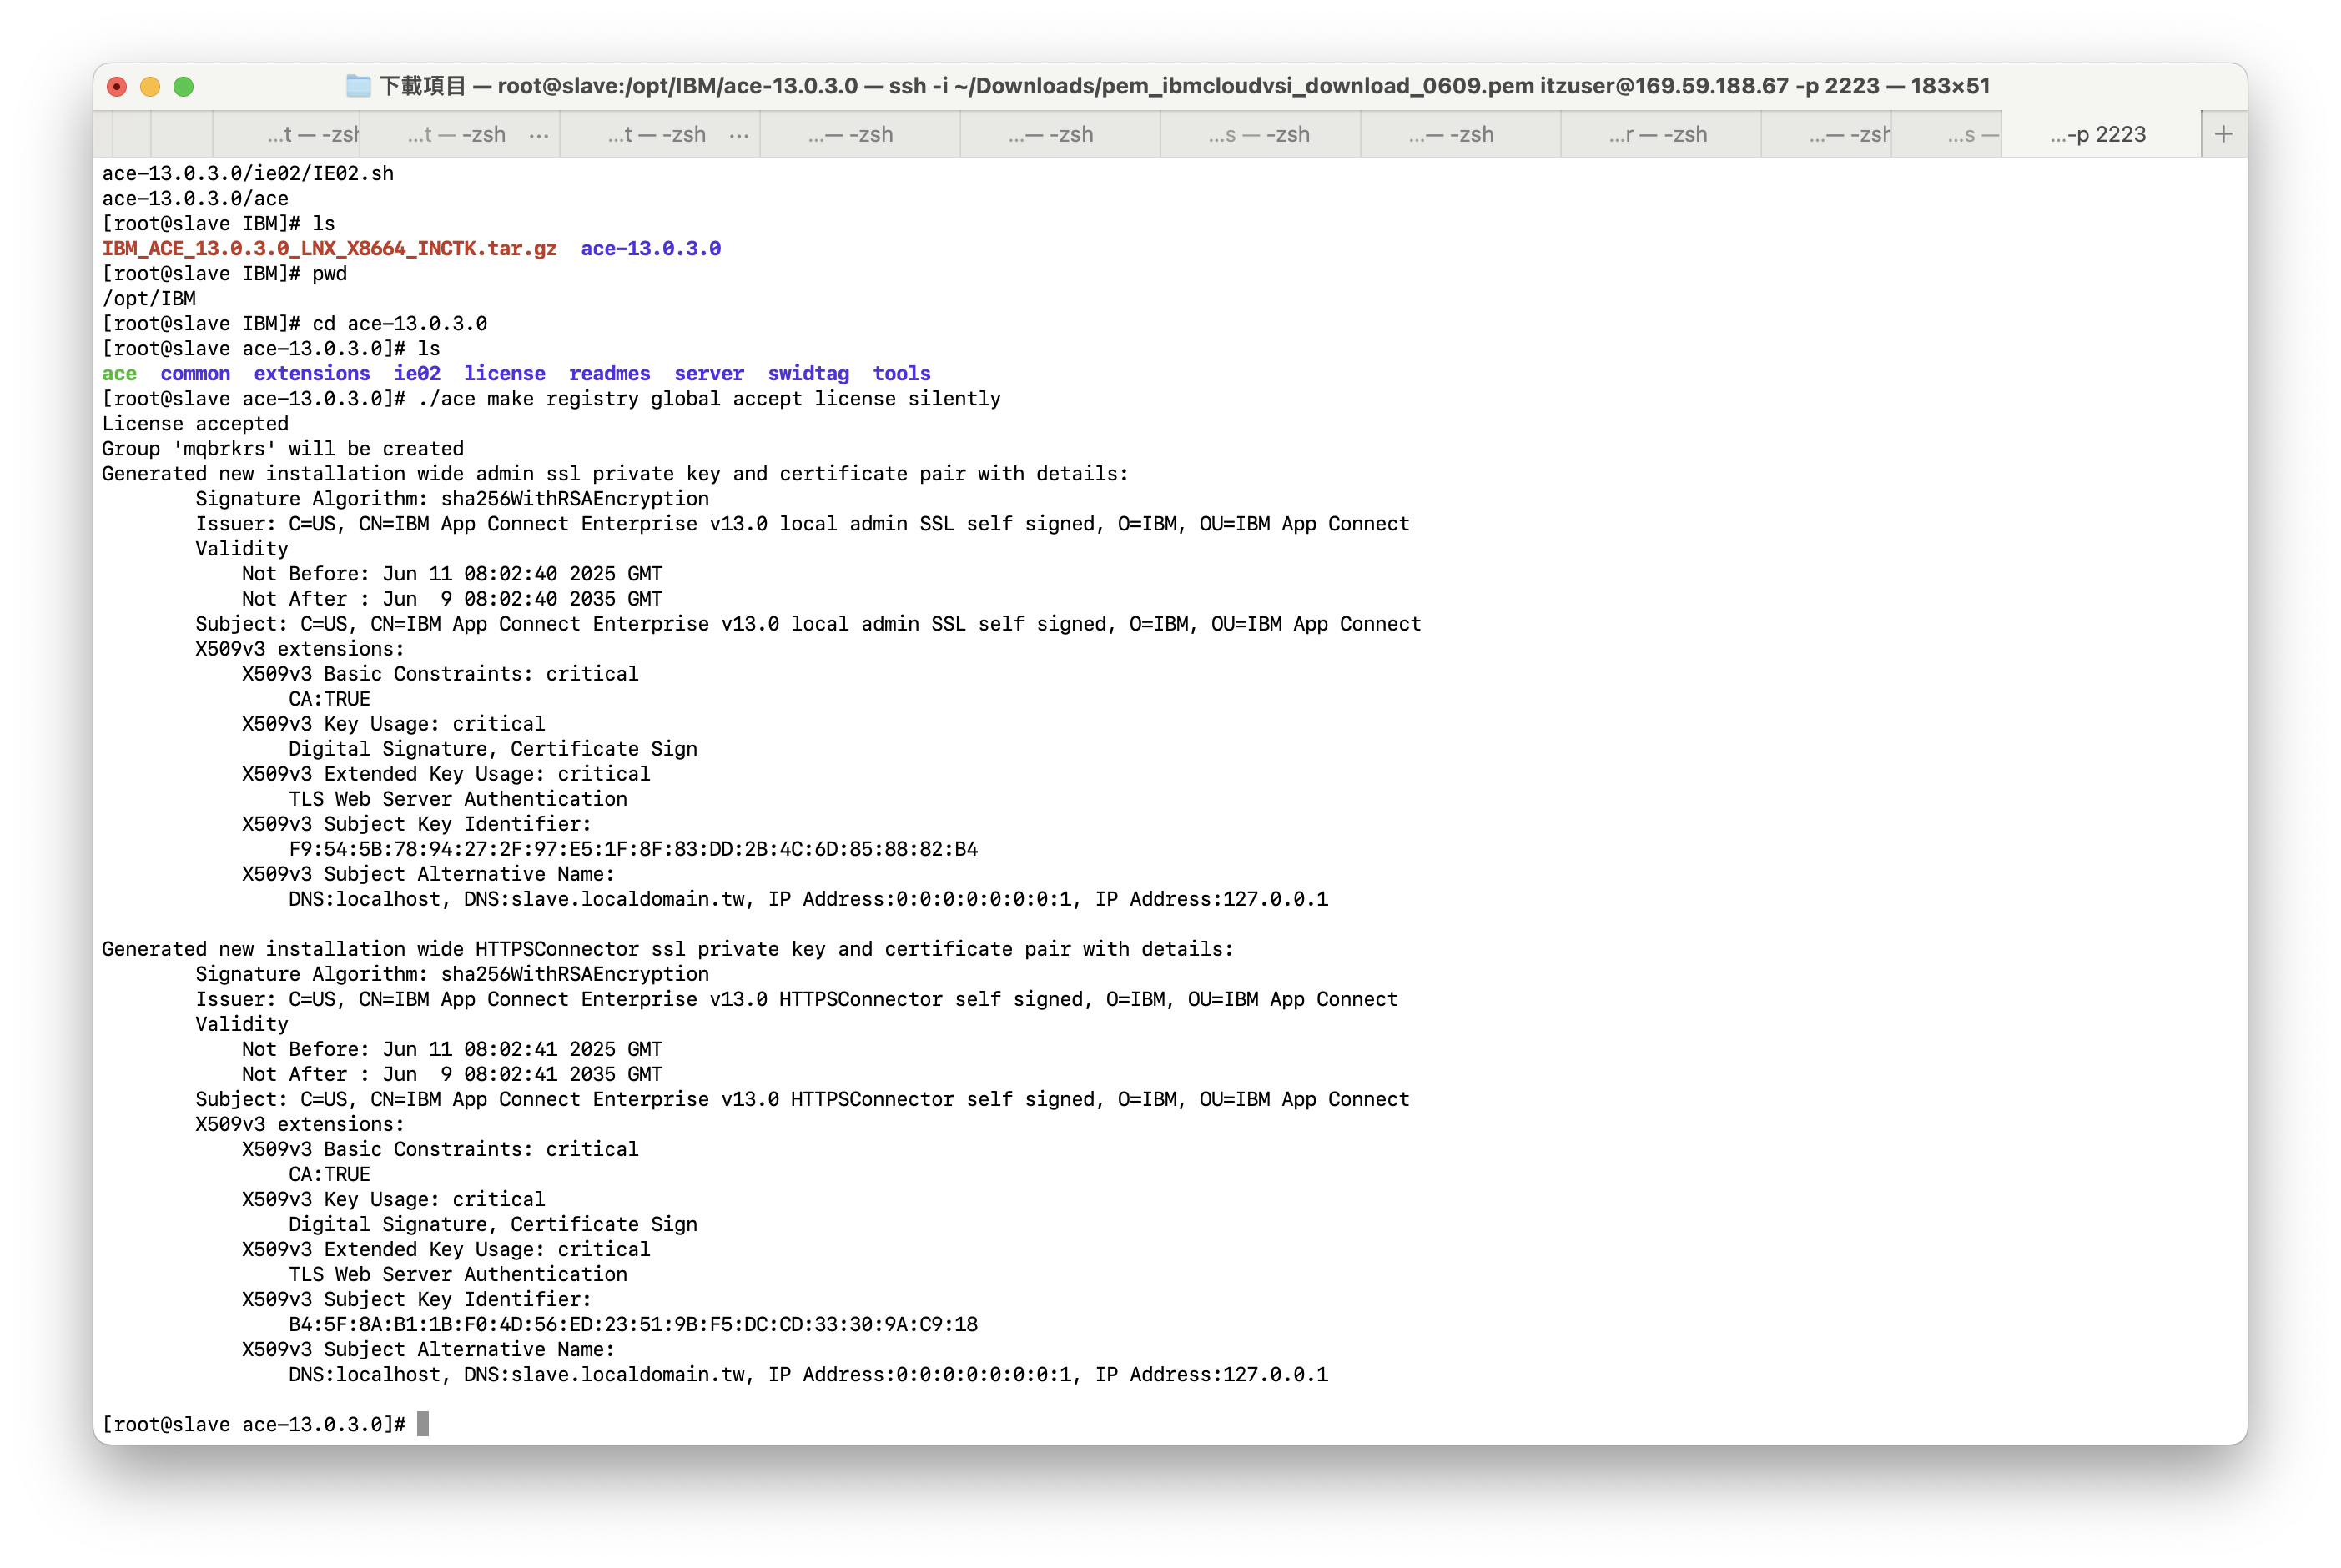 下載項目 — root@slave:/opt/IBM/ace-13.0.3.0 — ssh -i ~/Downloads/pem_ibmcloudvsi_download_0609.pem itzuser@169.59.188.67 -p 2223 — 183×51
...t — -zsh ...t — -zsh ... ...t — -zsh ... ...— -zsh ...— -zsh ...s — -zsh ...— -zsh ...r — -zsh ...— -zsh ...s — ...-p 2223 +
ace-13.0.3.0/ie02/IE02.sh
ace-13.0.3.0/ace
[root@slave IBM]# ls
IBM_ACE_13.0.3.0_LNX_X8664_INCTK.tar.gz  ace-13.0.3.0
[root@slave IBM]# pwd
/opt/IBM
[root@slave IBM]# cd ace-13.0.3.0
[root@slave ace-13.0.3.0]# ls
ace  common  extensions  ie02  license  readmes  server  swidtag  tools
[root@slave ace-13.0.3.0]# ./ace make registry global accept license silently
License accepted
Group 'mqbrkrs' will be created
Generated new installation wide admin ssl private key and certificate pair with details:
        Signature Algorithm: sha256WithRSAEncryption
        Issuer: C=US, CN=IBM App Connect Enterprise v13.0 local admin SSL self signed, O=IBM, OU=IBM App Connect
        Validity
            Not Before: Jun 11 08:02:40 2025 GMT
            Not After : Jun  9 08:02:40 2035 GMT
        Subject: C=US, CN=IBM App Connect Enterprise v13.0 local admin SSL self signed, O=IBM, OU=IBM App Connect
        X509v3 extensions:
            X509v3 Basic Constraints: critical
                CA:TRUE
            X509v3 Key Usage: critical
                Digital Signature, Certificate Sign
            X509v3 Extended Key Usage: critical
                TLS Web Server Authentication
            X509v3 Subject Key Identifier:
                F9:54:5B:78:94:27:2F:97:E5:1F:8F:83:DD:2B:4C:6D:85:88:82:B4
            X509v3 Subject Alternative Name:
                DNS:localhost, DNS:slave.localdomain.tw, IP Address:0:0:0:0:0:0:0:1, IP Address:127.0.0.1
Generated new installation wide HTTPSConnector ssl private key and certificate pair with details:
        Signature Algorithm: sha256WithRSAEncryption
        Issuer: C=US, CN=IBM App Connect Enterprise v13.0 HTTPSConnector self signed, O=IBM, OU=IBM App Connect
        Validity
            Not Before: Jun 11 08:02:41 2025 GMT
            Not After : Jun  9 08:02:41 2035 GMT
        Subject: C=US, CN=IBM App Connect Enterprise v13.0 HTTPSConnector self signed, O=IBM, OU=IBM App Connect
        X509v3 extensions:
            X509v3 Basic Constraints: critical
                CA:TRUE
            X509v3 Key Usage: critical
                Digital Signature, Certificate Sign
            X509v3 Extended Key Usage: critical
                TLS Web Server Authentication
            X509v3 Subject Key Identifier:
                B4:5F:8A:B1:1B:F0:4D:56:ED:23:51:9B:F5:DC:CD:33:30:9A:C9:18
            X509v3 Subject Alternative Name:
                DNS:localhost, DNS:slave.localdomain.tw, IP Address:0:0:0:0:0:0:0:1, IP Address:127.0.0.1
[root@slave ace-13.0.3.0]#